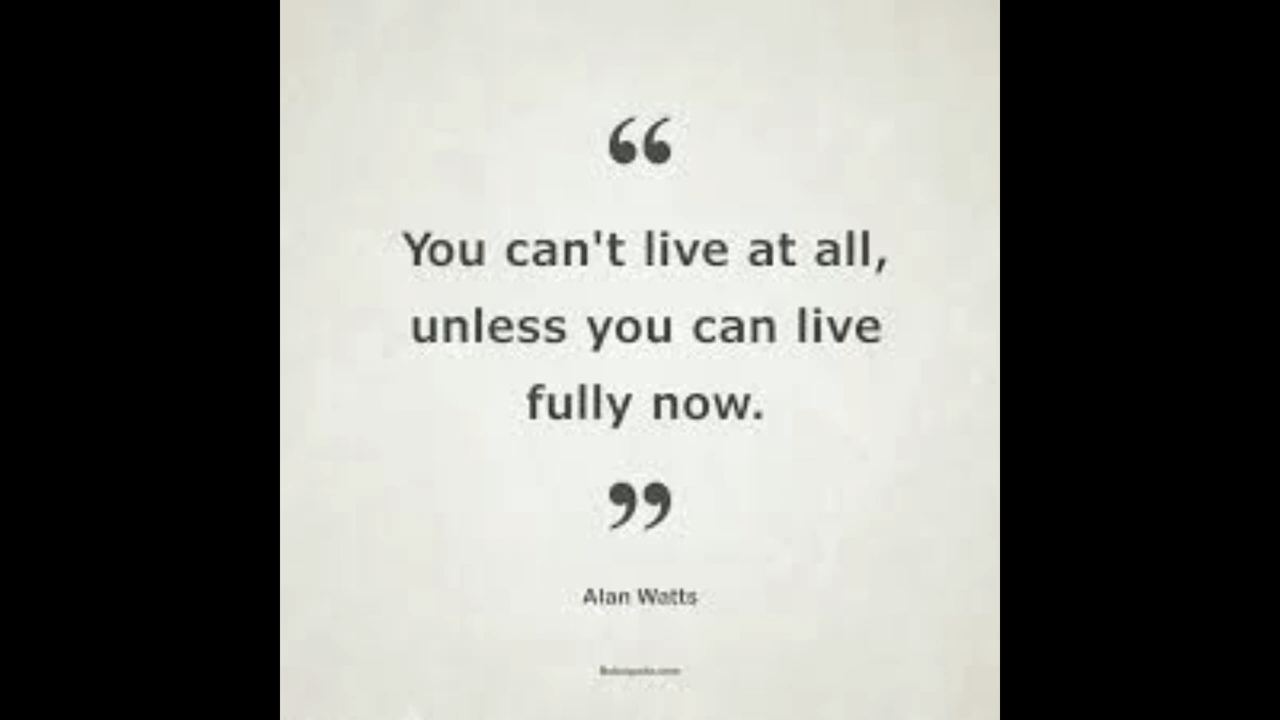 “
You can't live at all,
unless you can live
fully now.
”
Alan Watts